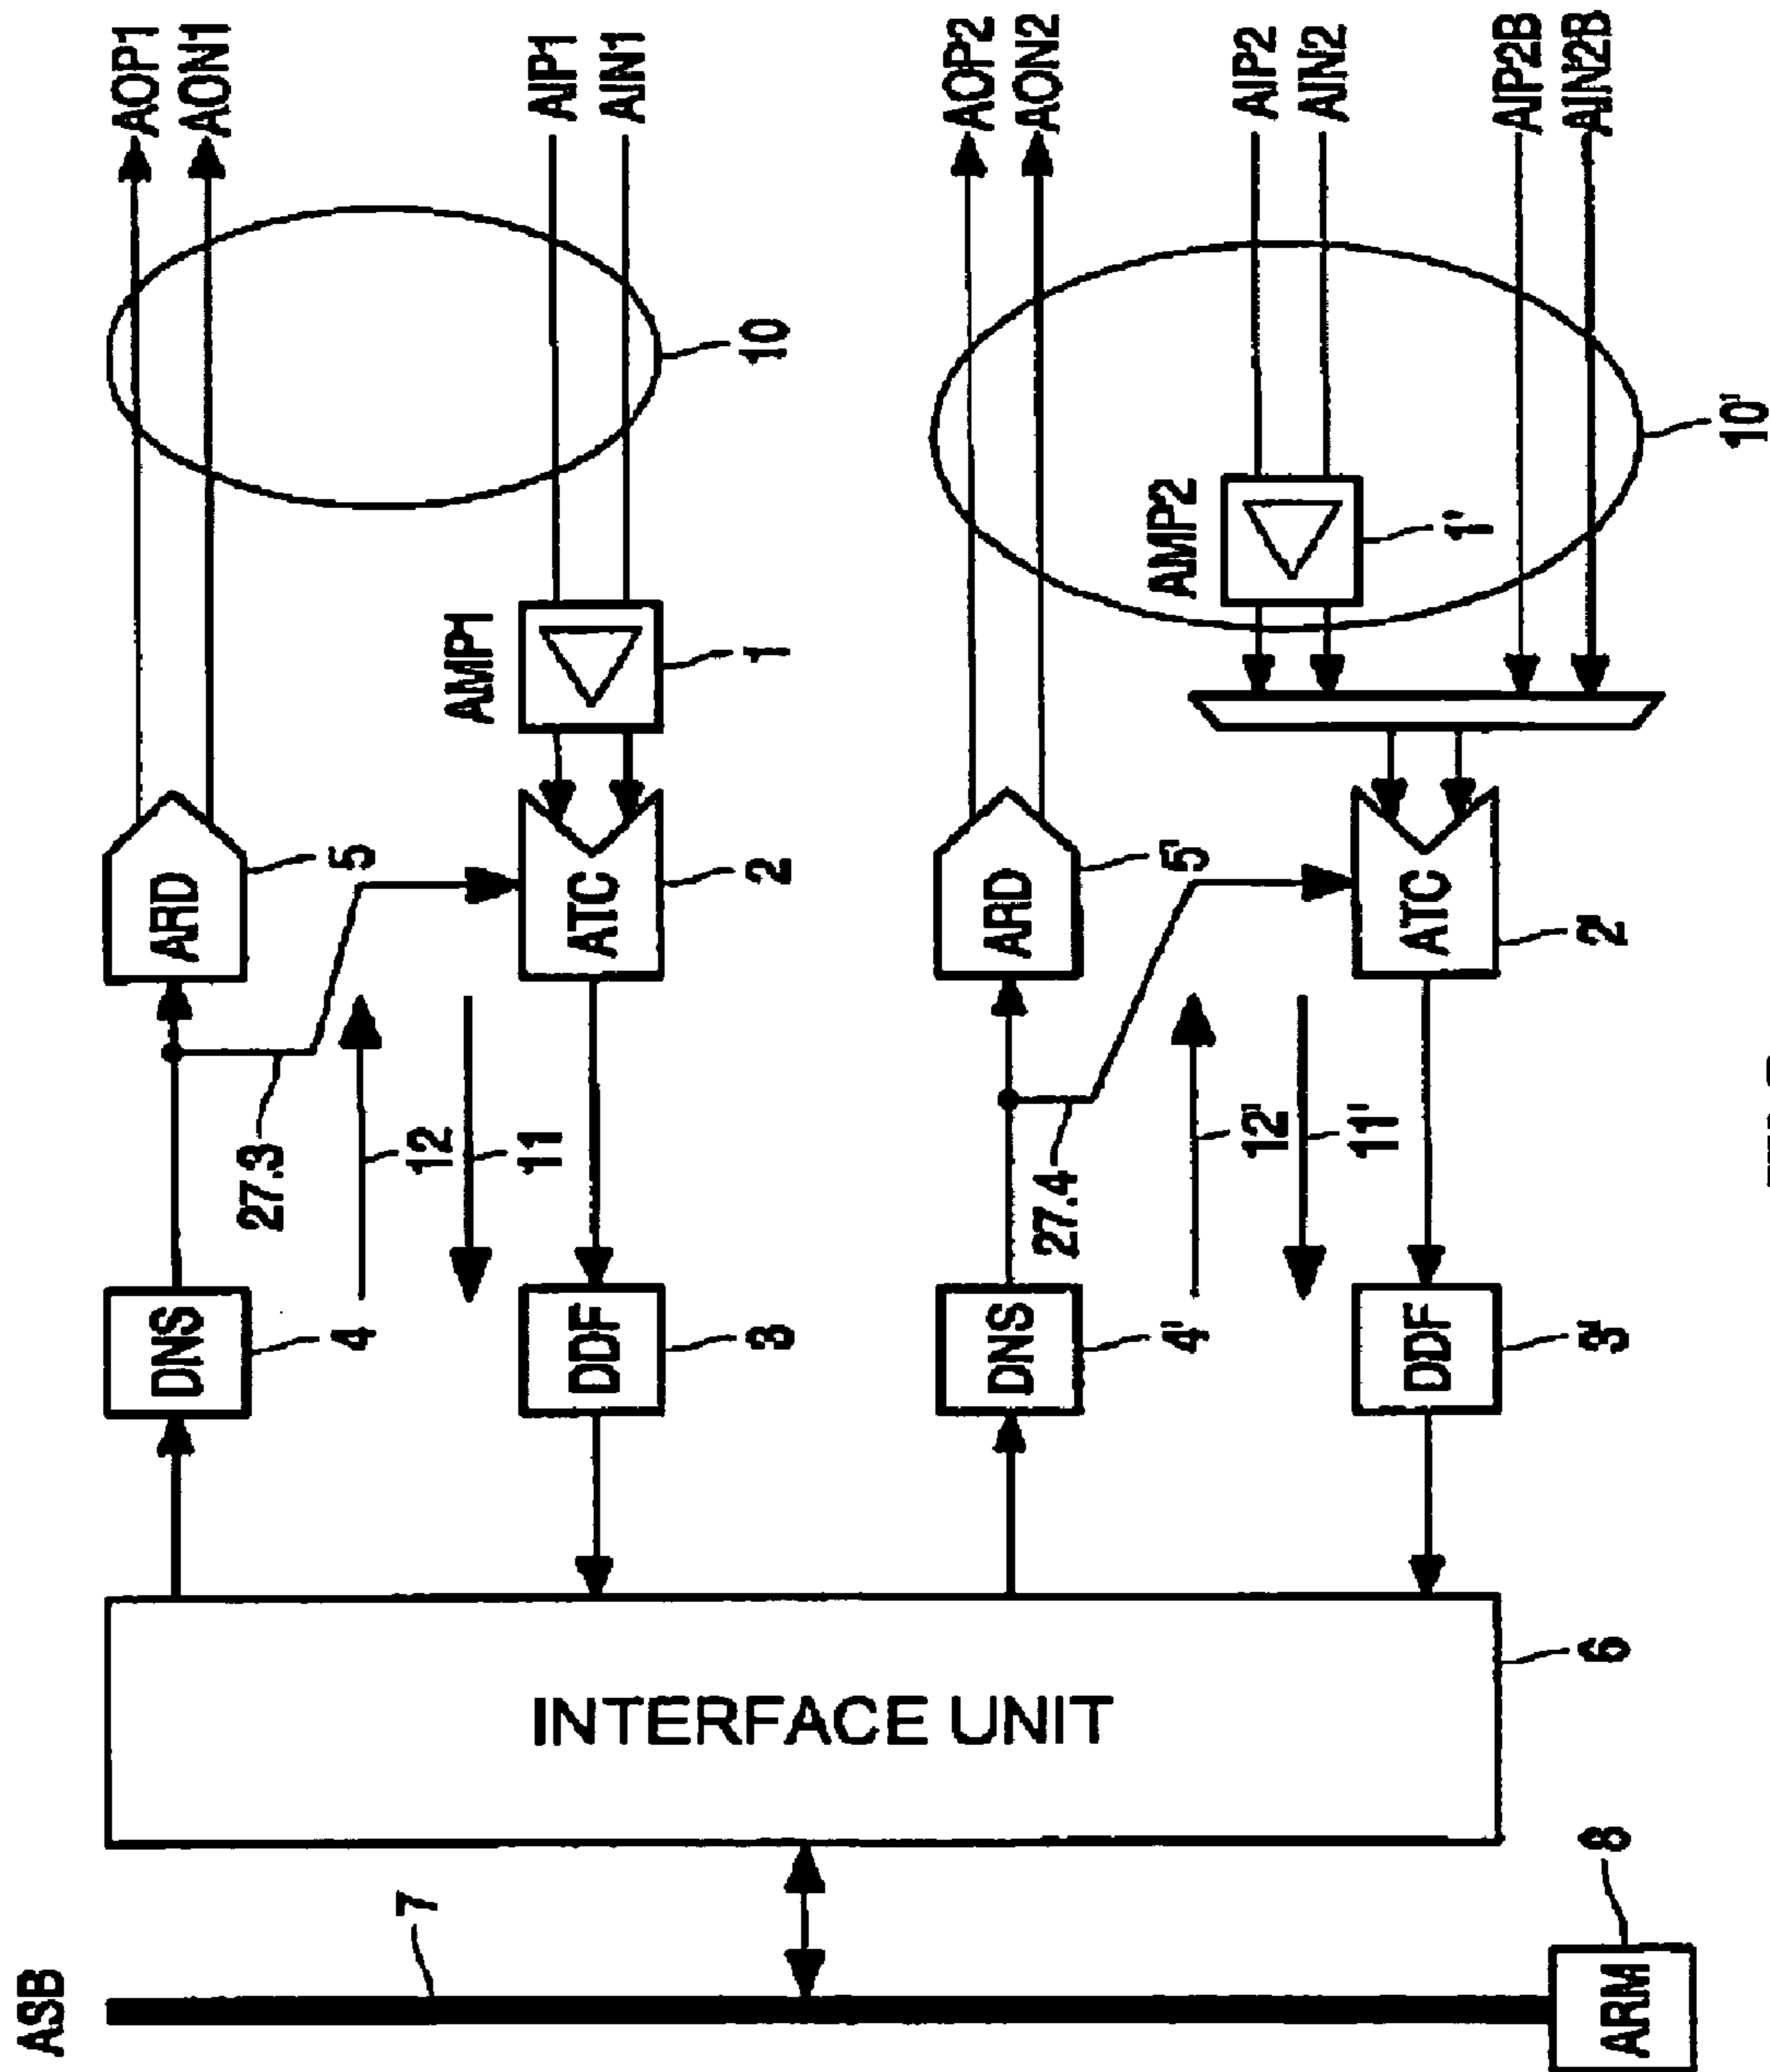 ASB
7
ARM
8
INTERFACE UNIT
6
DNS
4
27.3
ARD
5
AOP1
AON1
12
11
10
DDF
3
ATC
2
AMP1
1
AIP1
AIN1
DNS
4'
27.4
ARD
5'
AOP2
AON2
12'
11'
10'
DDF
3'
ATC
2'
AMP2
1'
AIP2
AIN2
AIP2B
AIN2B